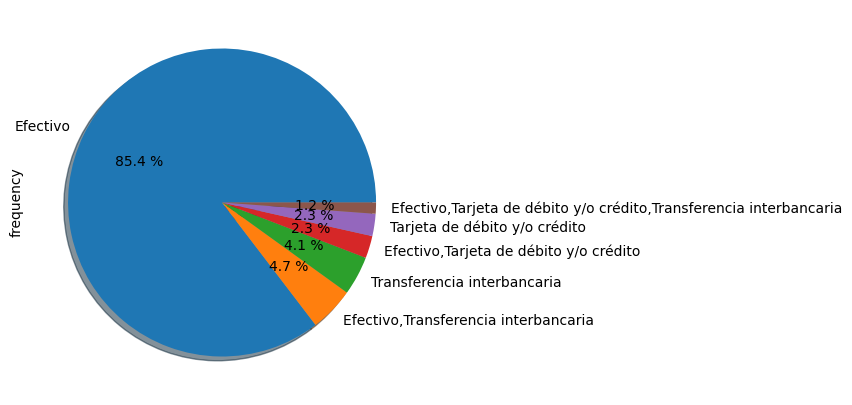 Efectivo
85.4 %
frequency
1.2 %
Efectivo,Tarjeta de débito y/o crédito,Transferencia interbancaria
2.3 %
Tarjeta de débito y/o crédito
2.3 %
Efectivo,Tarjeta de débito y/o crédito
4.1 %
Transferencia interbancaria
4.7 %
Efectivo,Transferencia interbancaria